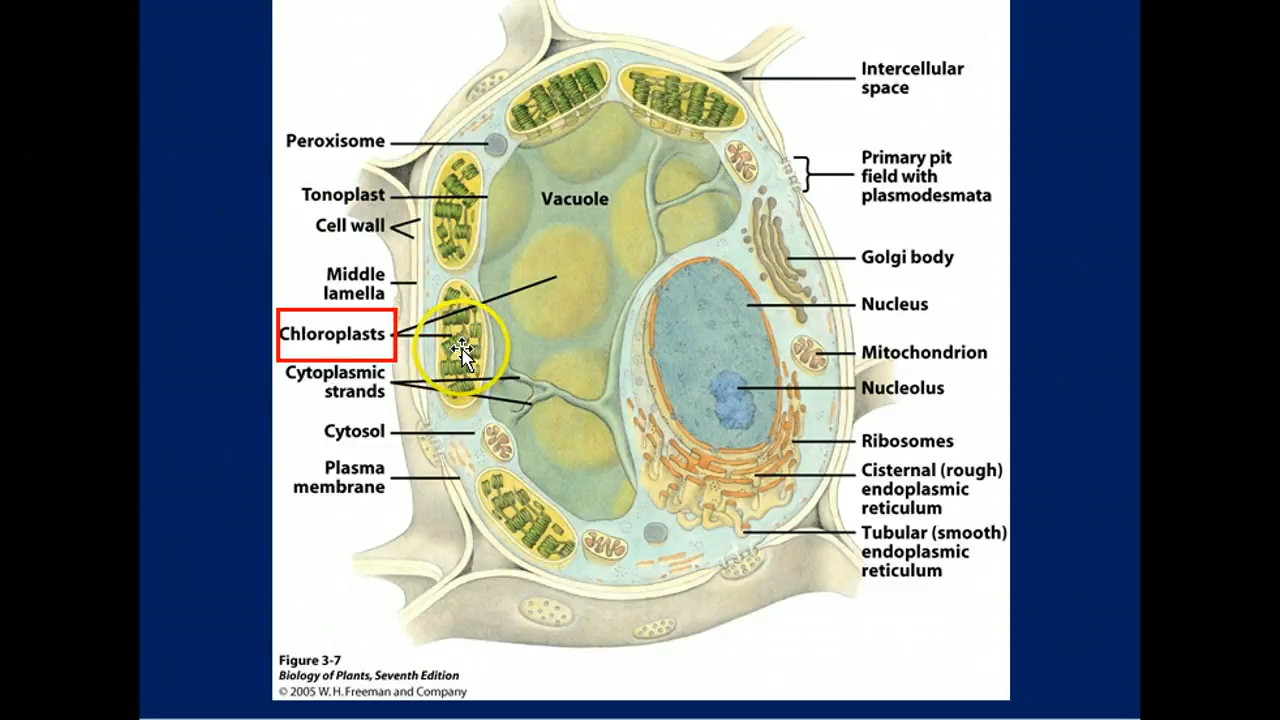 Peroxisome
Tonoplast
Cell wall
Middle
lamella
Chloroplasts
Cytoplasmic
strands
Cytosol
Plasma
membrane
Vacuole
Intercellular
space
Primary pit
field with
plasmodesmata
Golgi body
Nucleus
Mitochondrion
Nucleolus
Ribosomes
Cisternal (rough)
endoplasmic
reticulum
Tubular (smooth)
endoplasmic
reticulum
Figure 3-7
Biology of Plants, Seventh Edition
© 2005 W. H. Freeman and Company